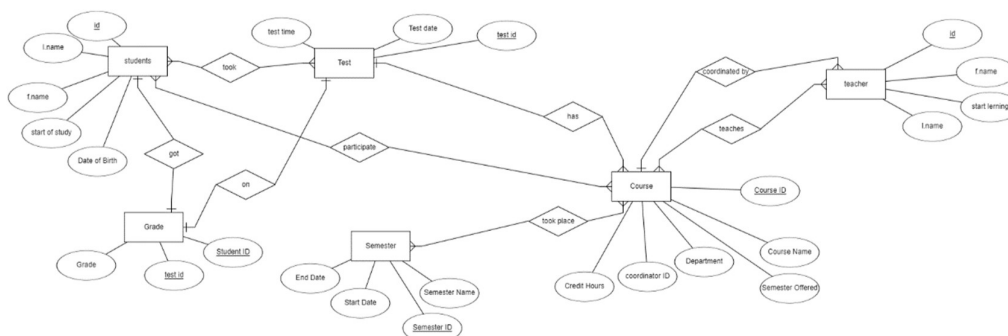 id
l.name
f.name
start of study
Date of Birth
students
took
test time
Test date
test id
Test
got
on
participate
has
coordinated by
teaches
id
f.name
start lerning
l.name
teacher
Grade
Grade
test id
Student ID
Semester
End Date
Start Date
Semester Name
Semester ID
took place
Course
Course ID
Course Name
Semester Offered
Department
coordinator ID
Credit Hours